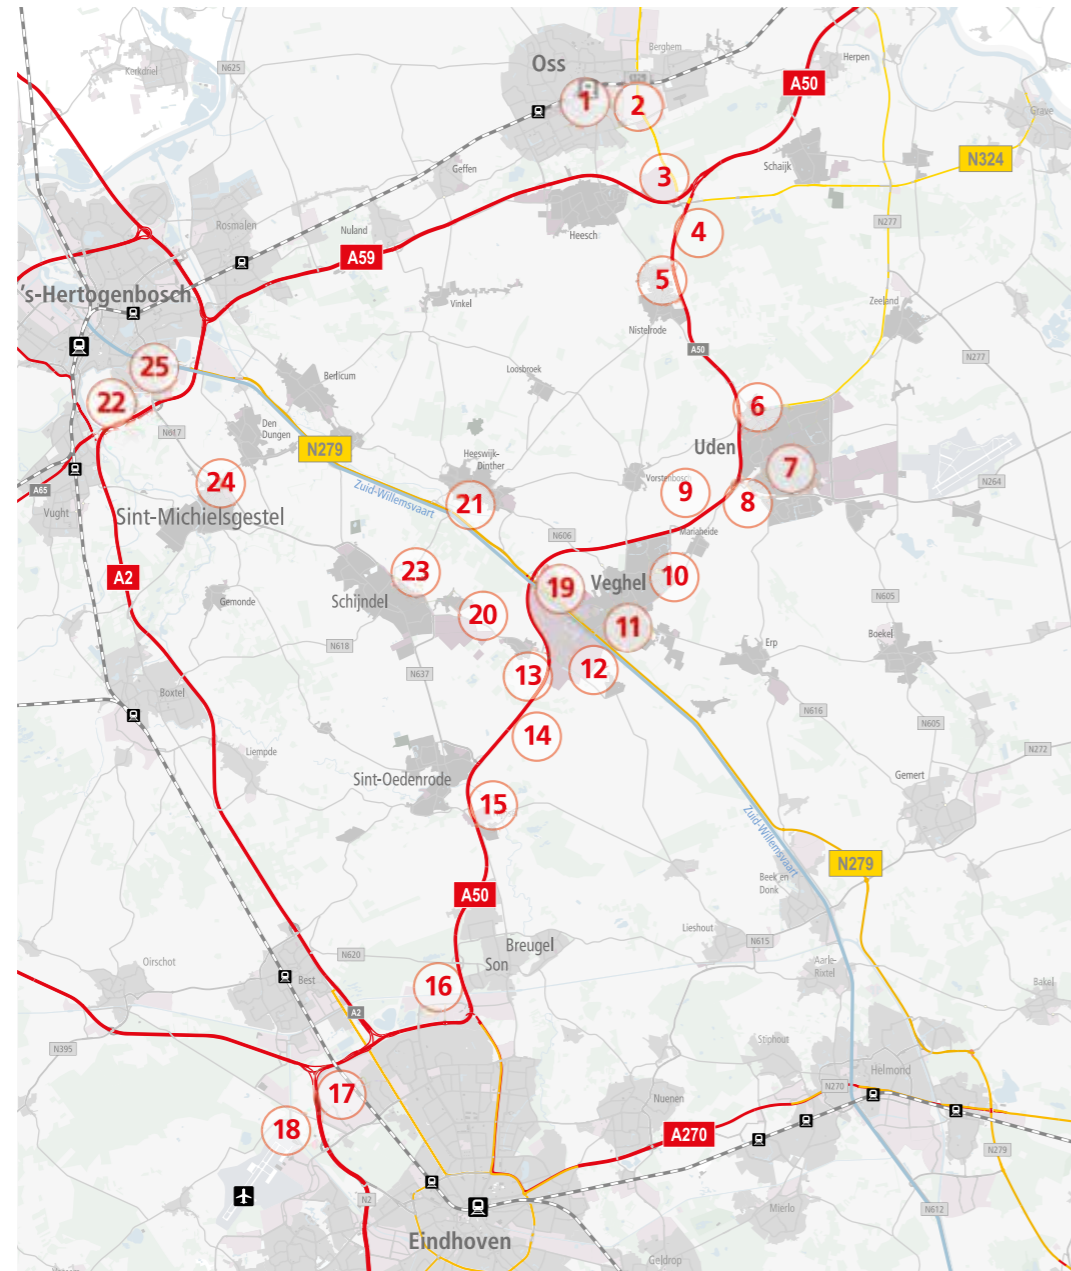 Oss
Berghem
Herpen
Kerkdriel
N625
A50
Grave
1
2
N324
Geffen
Schaijk
3
N277
Rosmalen
Nuland
Heesch
4
A59
5
's-Hertogenbosch
Vinkel
Nistelrode
Zeeland
A50
N277
25
Berlicum
Loosbroek
22
6
Den
Dungen
N617
N279
Uden
Heeswijk-
Dinther
7
24
Vorstenbosch
9
N264
A65
Zuid-Willemsvaart
21
8
Vught
Sint-Michielsgestel
Mariaheide
N606
23
A2
19
Veghel
10
Schijndel
Gemonde
20
N605
11
Boekel
N618
Erp
13
12
N637
Boxtel
N616
14
N605
Liempde
N272
Sint-Oedenrode
Gemert
15
Zuid-Willemsvaart
N279
Beek en
Donk
A50
Lieshout
Breugel
N615
N620
Son
Aarle-
Rixtel
Oirschot
Best
16
Bakel
A2
N395
Stiphout
Helmond
17
N270
Nuenen
18
A270
N279
N2
Mierlo
N612
Eindhoven
Geldrop